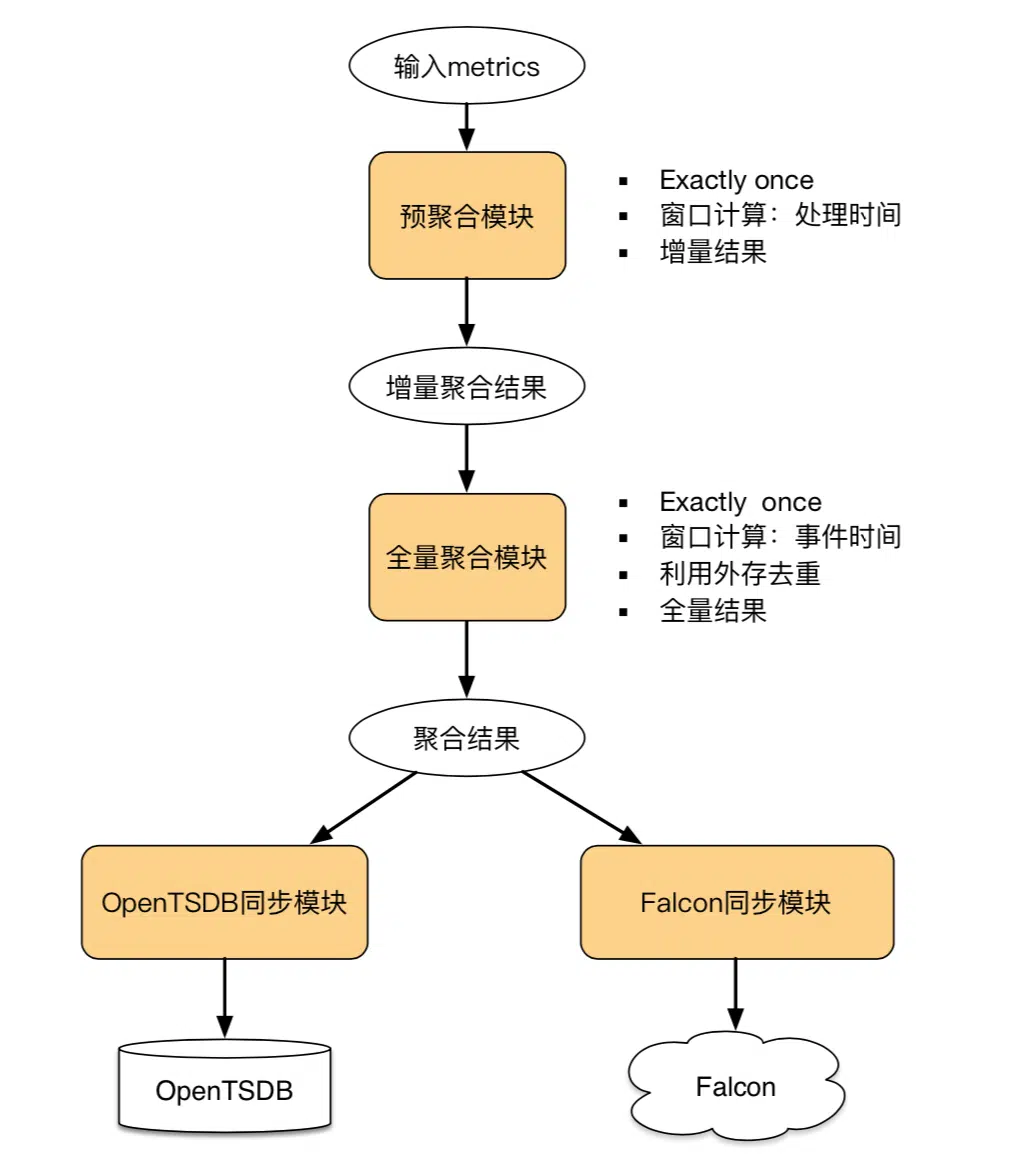 输入metrics
预聚合模块
▪ Exactly once
▪ 窗口计算：处理时间
▪ 增量结果
增量聚合结果
全量聚合模块
▪ Exactly once
▪ 窗口计算：事件时间
▪ 利用外存去重
▪ 全量结果
聚合结果
OpenTSDB同步模块
Falcon同步模块
OpenTSDB
Falcon